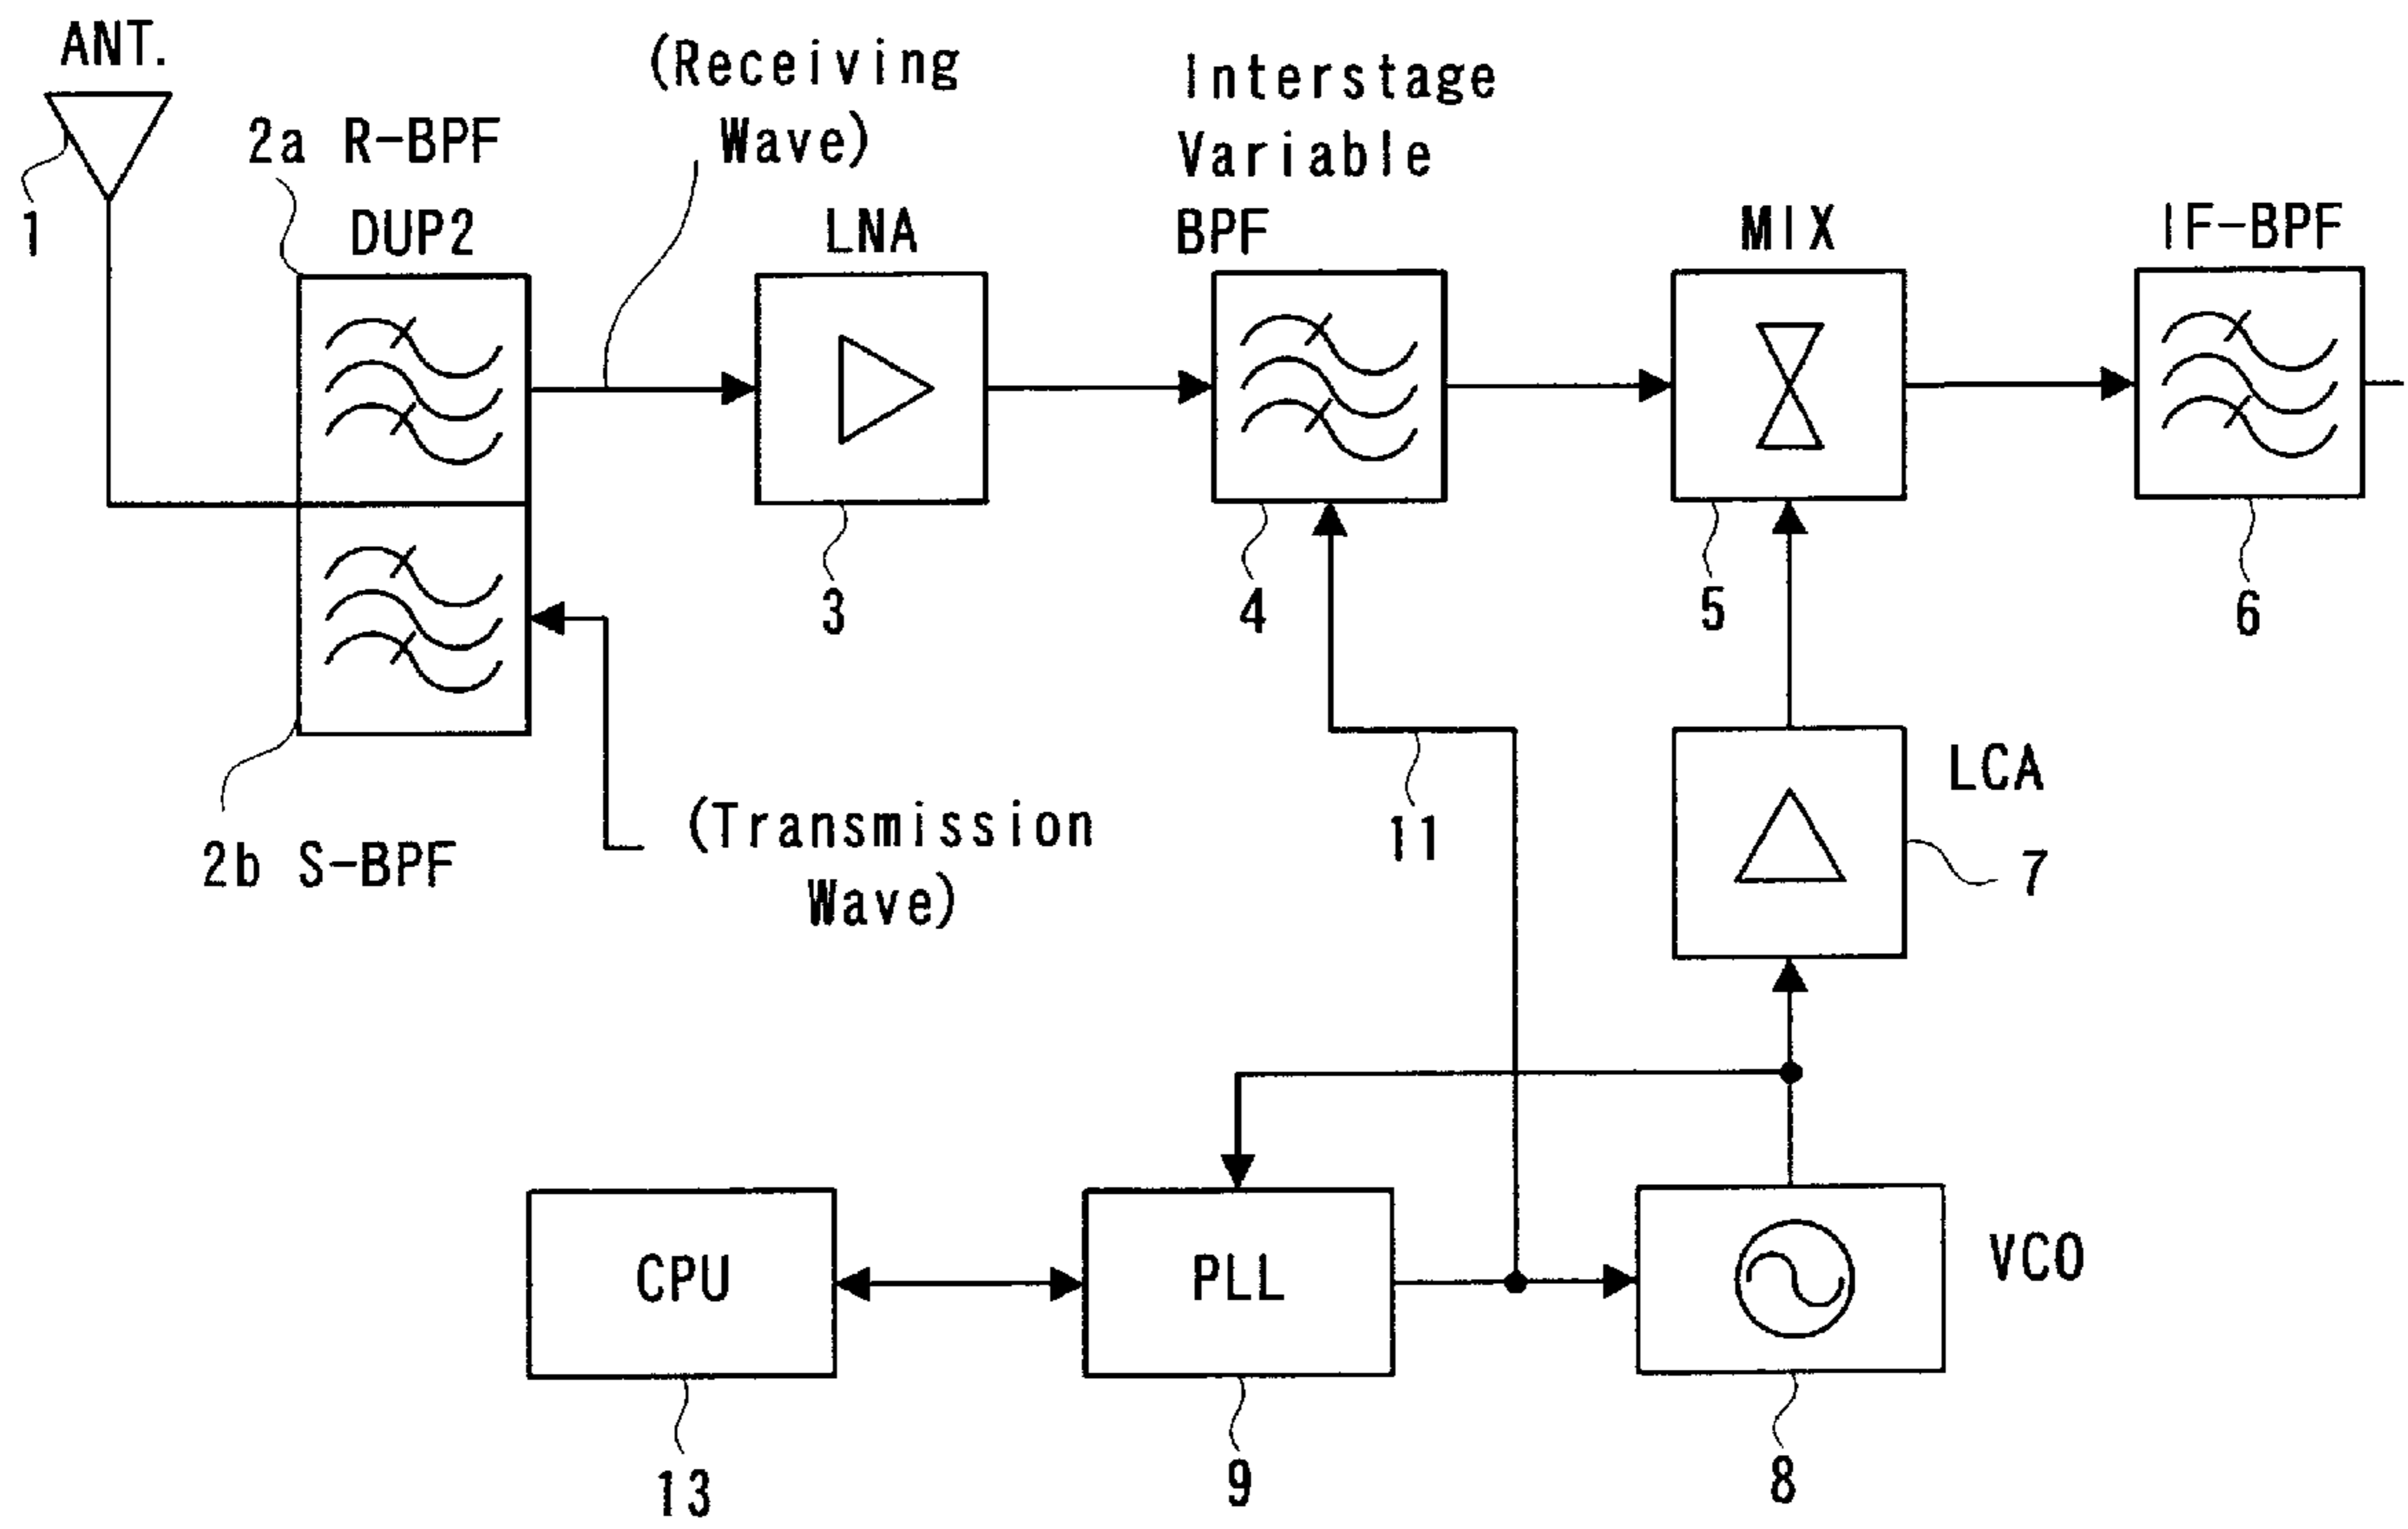 ANT.
1
2a R-BPF
DUP2
(Receiving
Wave)
LNA
3
Interstage
Variable
BPF
4
MIX
5
IF-BPF
6
2b S-BPF
(Transmission
Wave)
11
LCA
7
CPU
13
PLL
9
VCO
8